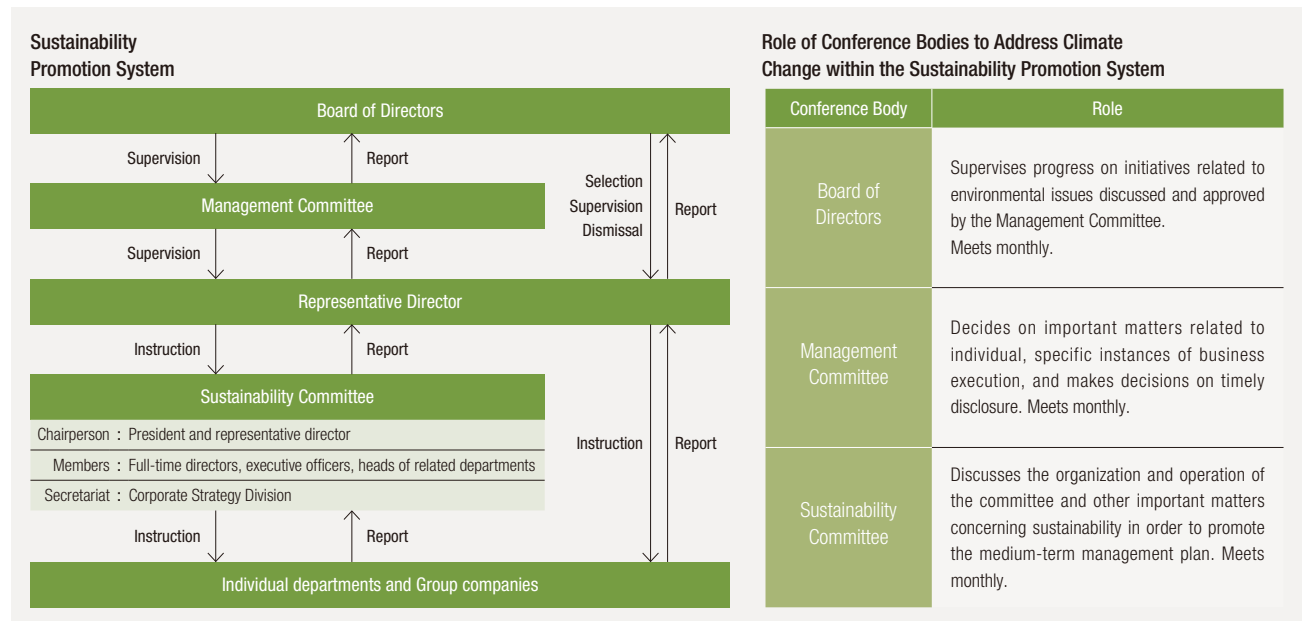 Sustainability
Promotion System
Board of Directors
Supervision
Report
Selection
Supervision
Dismissal
Report
Management Committee
Supervision
Report
Representative Director
Instruction
Report
Sustainability Committee
Chairperson : President and representative director
Members : Full-time directors, executive officers, heads of related departments
Secretariat : Corporate Strategy Division
Instruction
Report
Instruction
Report
Individual departments and Group companies
Role of Conference Bodies to Address Climate
Change within the Sustainability Promotion System
Conference Body
Role
Board of
Directors
Supervises progress on initiatives related to
environmental issues discussed and approved
by the Management Committee.
Meets monthly.
Management
Committee
Decides on important matters related to
individual, specific instances of business
execution, and makes decisions on timely
disclosure. Meets monthly.
Sustainability
Committee
Discusses the organization and operation of
the committee and other important matters
concerning sustainability in order to promote
the medium-term management plan. Meets
monthly.